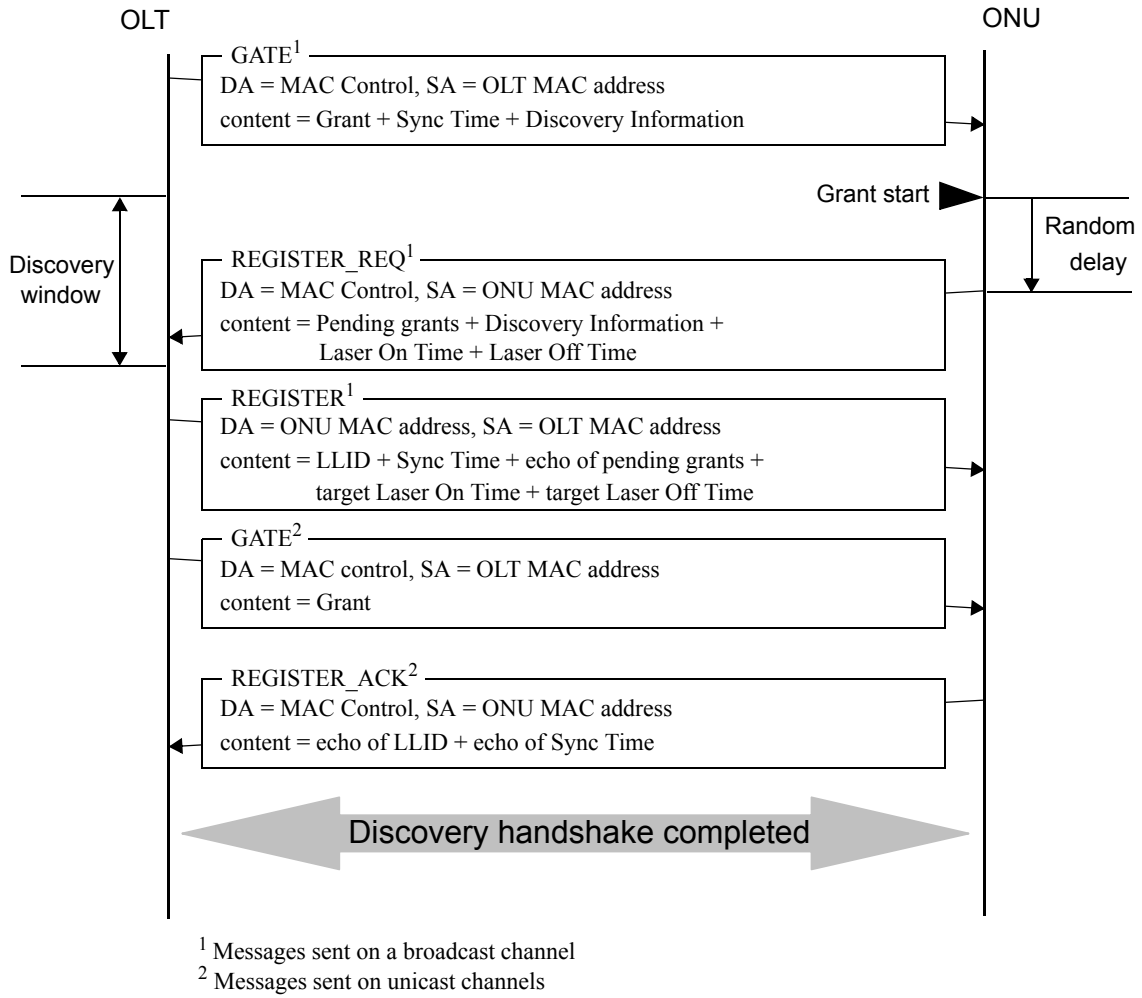 OLT
ONU
GATE1
DA = MAC Control, SA = OLT MAC address
content = Grant + Sync Time + Discovery Information
Grant start
Random
delay
Discovery
window
REGISTER_REQ1
DA = MAC Control, SA = ONU MAC address
content = Pending grants + Discovery Information +
Laser On Time + Laser Off Time
REGISTER1
DA = ONU MAC address, SA = OLT MAC address
content = LLID + Sync Time + echo of pending grants +
target Laser On Time + target Laser Off Time
GATE2
DA = MAC control, SA = OLT MAC address
content = Grant
REGISTER_ACK2
DA = MAC Control, SA = ONU MAC address
content = echo of LLID + echo of Sync Time
Discovery handshake completed
1 Messages sent on a broadcast channel
2 Messages sent on unicast channels